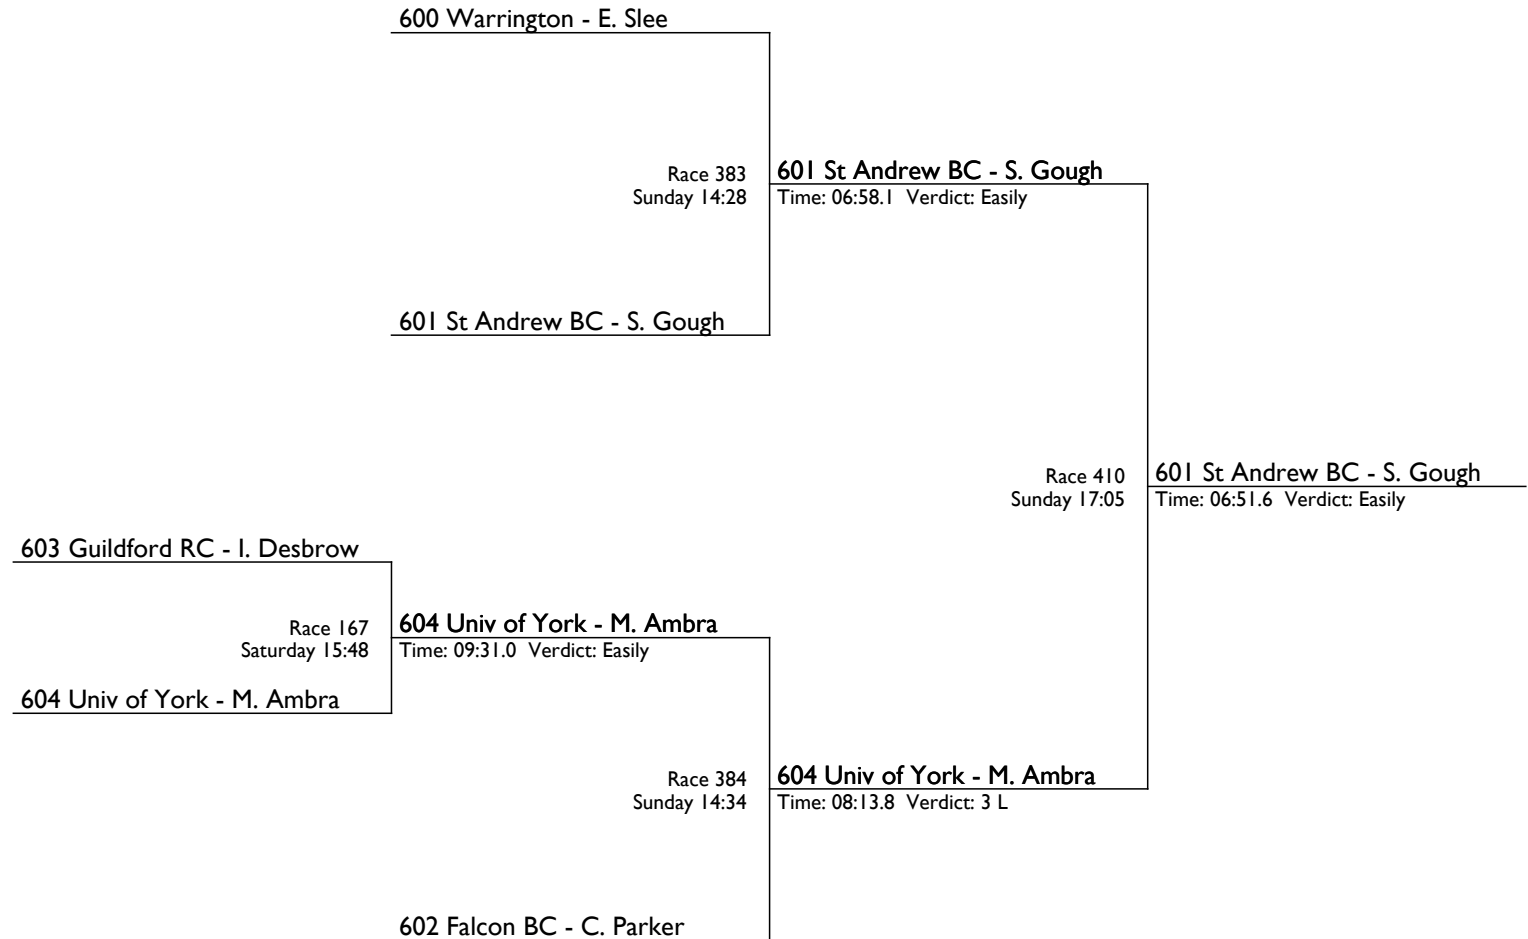 600 Warrington - E. Slee
Race 383
Sunday 14:28
601 St Andrew BC - S. Gough
Time: 06:58.1 Verdict: Easily
601 St Andrew BC - S. Gough
Race 410
Sunday 17:05
601 St Andrew BC - S. Gough
Time: 06:51.6 Verdict: Easily
603 Guildford RC - I. Desbrow
Race 167
Saturday 15:48
604 Univ of York - M. Ambra
Time: 09:31.0 Verdict: Easily
604 Univ of York - M. Ambra
Race 384
Sunday 14:34
604 Univ of York - M. Ambra
Time: 08:13.8 Verdict: 3 L
602 Falcon BC - C. Parker